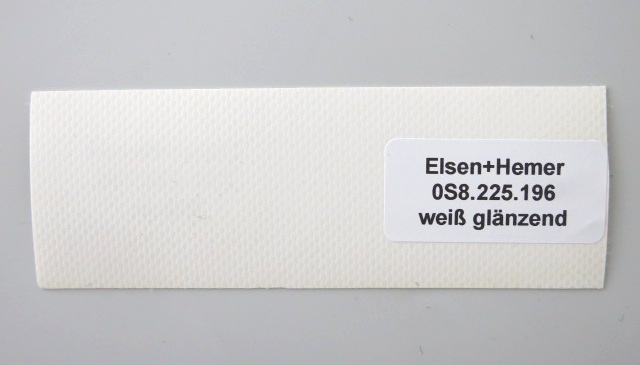 Elsen+Hemer
0S8.225.196
weiß glänzend